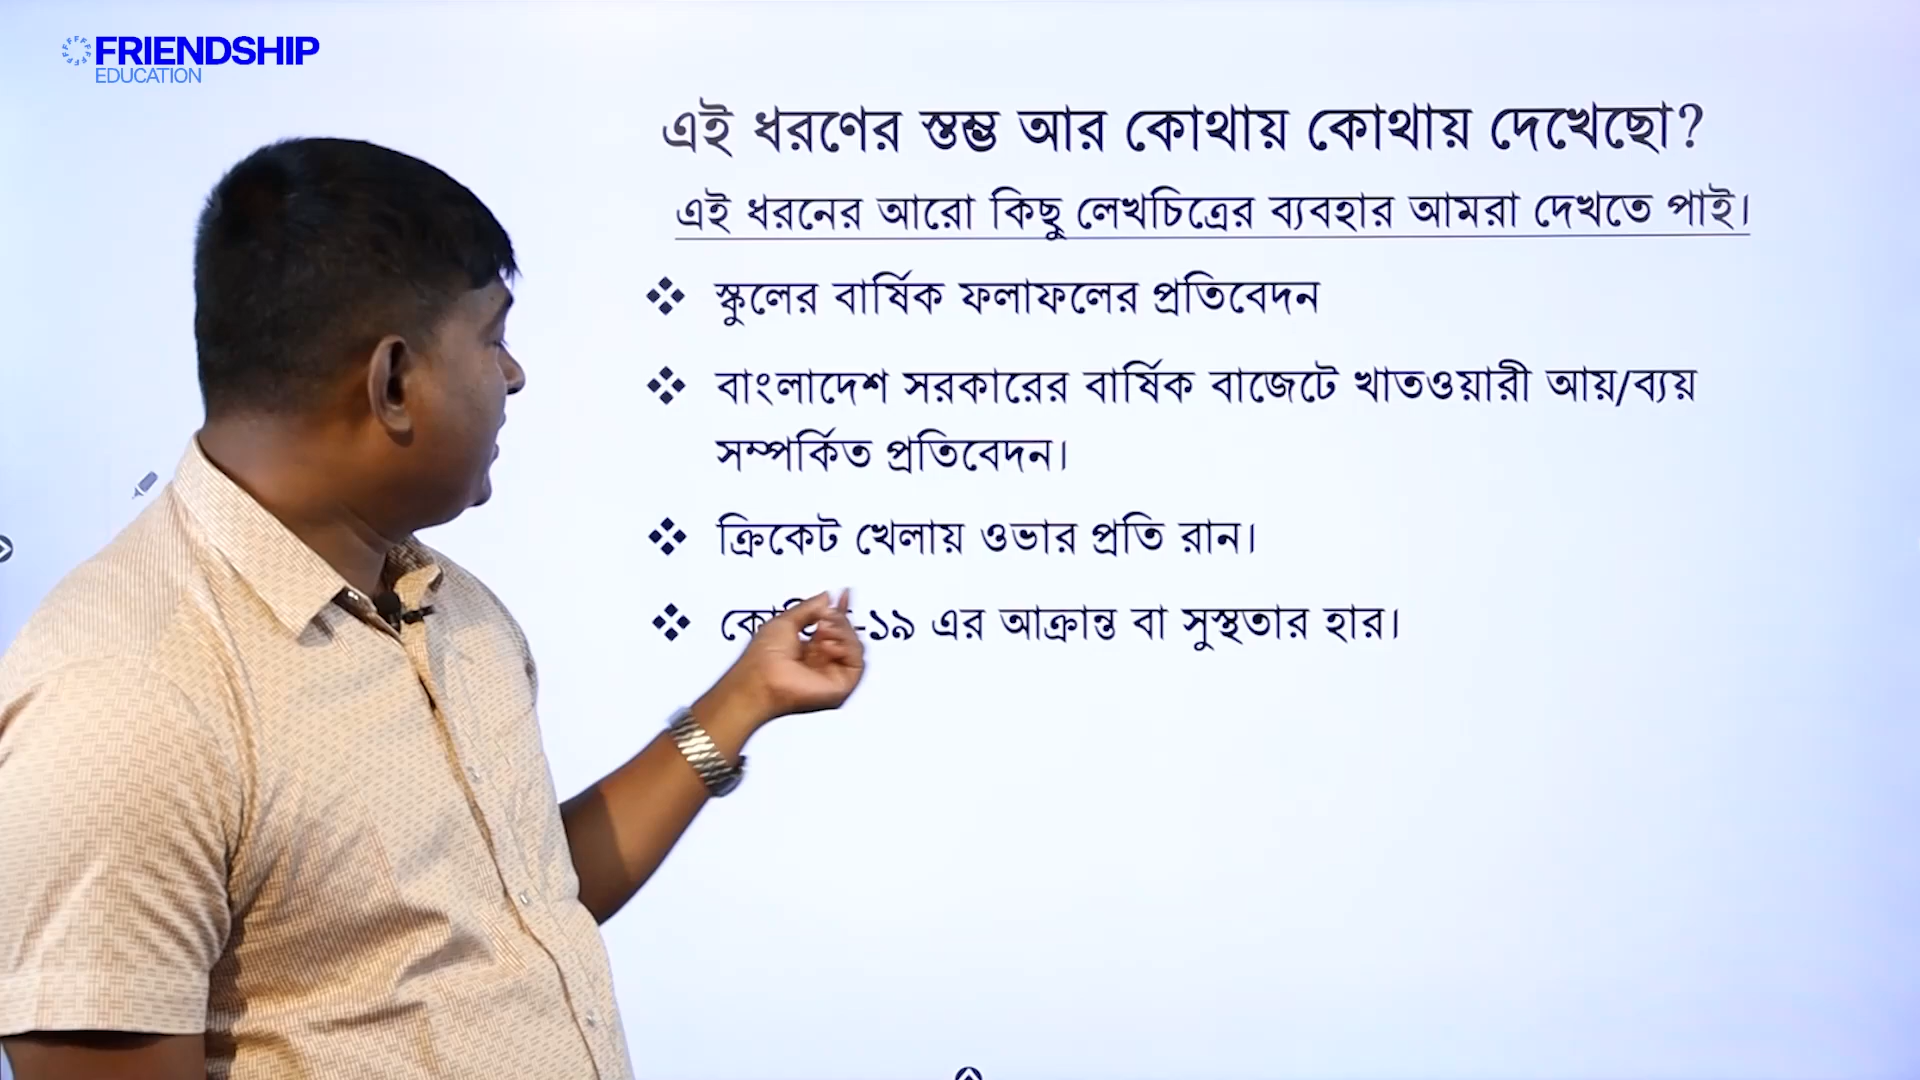 FRIENDSHIP
EDUCATION
এই ধরণের স্তম্ভ আর কোথায় কোথায় দেখেছো?
এই ধরনের আরো কিছু লেখচিত্রের ব্যবহার আমরা দেখতে পাই।
❖ স্কুলের বার্ষিক ফলাফলের প্রতিবেদন
❖ বাংলাদেশ সরকারের বার্ষিক বাজেটে খাতওয়ারী আয়/ব্যয়
সম্পর্কিত প্রতিবেদন।
❖ ক্রিকেট খেলায় ওভার প্রতি রান।
❖ -১৯ এর আক্রান্ত বা সুস্থতার হার।